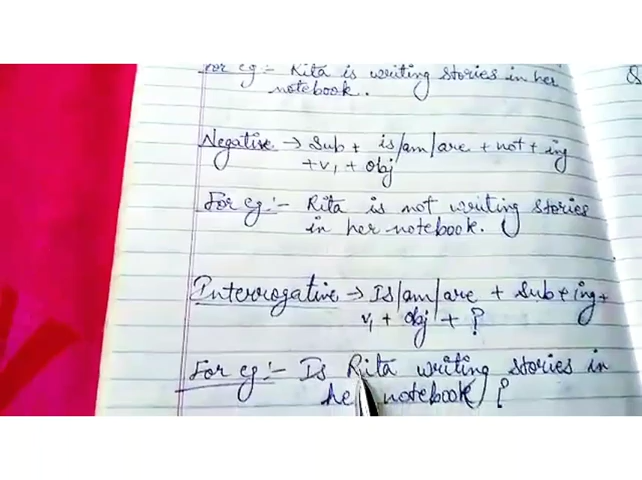 For eg :- Rita is writing stories in her
notebook.
Negative → Sub + is/am/are + not + ing
+ v₁ + obj
For eg :- Rita is not writing stories
in her notebook.
Interrogative → Is/am/are + Sub + ing +
v₁ + obj + ?
For eg :- Is Rita writing stories in
he notebook ?